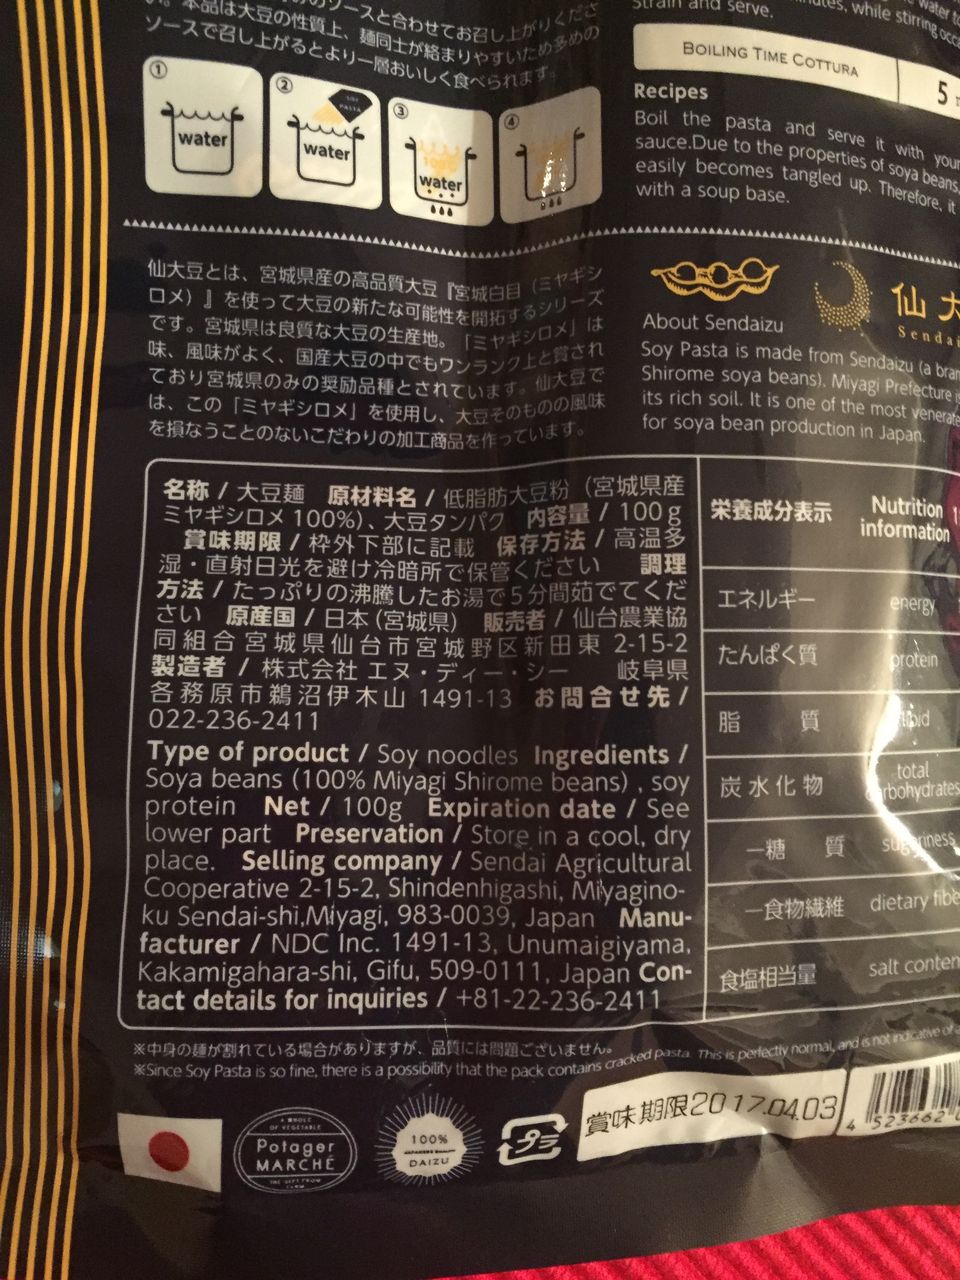 。本品は大豆の性質上、麺同士が絡まりやすいため多めの
ソースで召し上がるとより一層おいしく食べられます。
①
②
③
④
water
SOY PASTA
water
water
Strain and serve.
BOILING TIME COTTURA
5
Recipes
Boil the pasta and serve it with your
sauce.Due to the properties of soya beans,
easily becomes tangled up. Therefore, it
with a soup base.
仙大豆とは、宮城県産の高品質大豆『宮城白目（ミヤギシ
ロメ）』を使って大豆の新たな可能性を開拓するシリーズ
です。宮城県は良質な大豆の生産地。「ミヤギシロメ」は
味、風味がよく、国産大豆の中でもワンランク上と賞され
ており宮城県のみの奨励品種とされています。仙大豆で
は、この「ミヤギシロメ」を使用し、大豆そのものの風味
を損なうことのないこだわりの加工商品を作っています。
仙大
Sendai
About Sendaizu
Soy Pasta is made from Sendaizu (a bran
Shirome soya beans). Miyagi Prefecture is
its rich soil. It is one of the most venerate
for soya bean production in Japan.
名称 / 大豆麺 原材料名 / 低脂肪大豆粉（宮城県産
ミヤギシロメ 100%）、大豆タンパク 内容量 / 100 g
賞味期限 / 枠外下部に記載 保存方法 / 高温多
湿・直射日光を避け冷暗所で保管ください 調理
方法 / たっぷりの沸騰したお湯で5分間茹でてくだ
さい 原産国 / 日本（宮城県） 販売者 / 仙台農業協
同組合宮城県仙台市宮城野区新田東 2-15-2
製造者 / 株式会社エヌ・ディー・シー 岐阜県
各務原市鵜沼伊木山 1491-13 お問合せ先 /
022-236-2411
Type of product / Soy noodles Ingredients /
Soya beans (100% Miyagi Shirome beans) , soy
protein Net / 100g Expiration date / See
lower part Preservation / Store in a cool, dry
place. Selling company / Sendai Agricultural
Cooperative 2-15-2, Shindenhigashi, Miyagino-
ku Sendai-shi,Miyagi, 983-0039, Japan Manu-
facturer / NDC Inc. 1491-13, Unumaigiyama,
Kakamigahara-shi, Gifu, 509-0111, Japan Con-
tact details for inquiries / +81-22-236-2411
栄養成分表示 Nutrition
information
エネルギー energy
たんぱく質 protein
脂 質 lipid
炭水化物 total
carbohydrates
―糖 質 sugariness
―食物繊維 dietary fibe
食塩相当量 salt conten
※中身の麺が割れている場合がありますが、品質には問題ございません。
※Since Soy Pasta is so fine, there is a possibility that the pack contains cracked pasta. This is perfectly normal, and is not indicative of
Potager
MARCHÉ
100%
DAIZU
プラ
賞味期限2017.04.03
4 523662